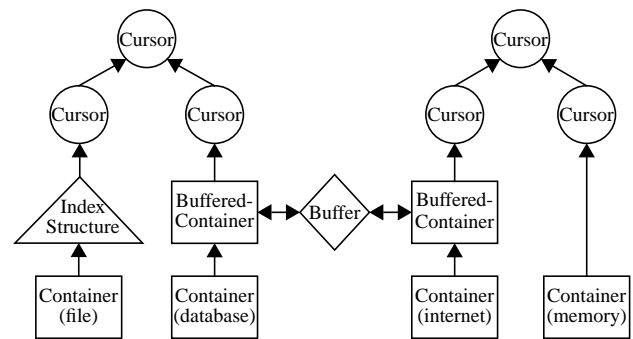 Cursor
Cursor
Cursor
Cursor
Cursor
Cursor
Index
Structure
Buffered-
Container
Buffer
Buffered-
Container
Container
(file)
Container
(database)
Container
(internet)
Container
(memory)